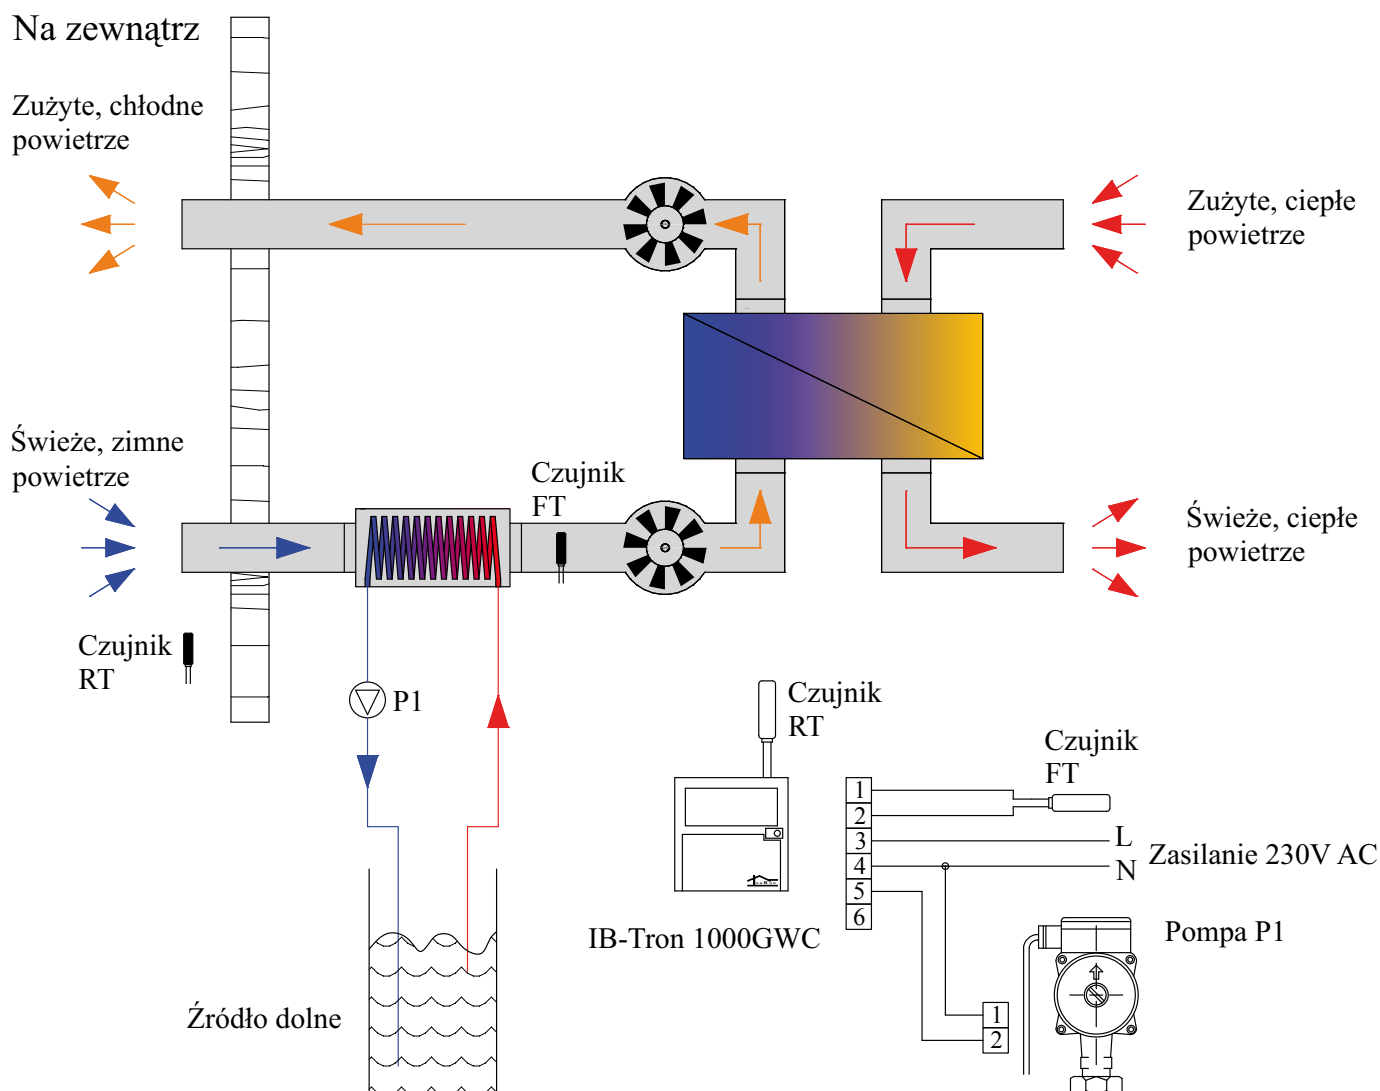 Na zewnątrz
Zużyte, chłodne
powietrze
Zużyte, ciepłe
powietrze
Świeże, zimne
powietrze
Czujnik
FT
Świeże, ciepłe
powietrze
Czujnik
RT
P1
Czujnik
RT
Czujnik
FT
1
2
3
4
5
6
L
N
Zasilanie 230V AC
IB-Tron 1000GWC
Pompa P1
Źródło dolne
1
2